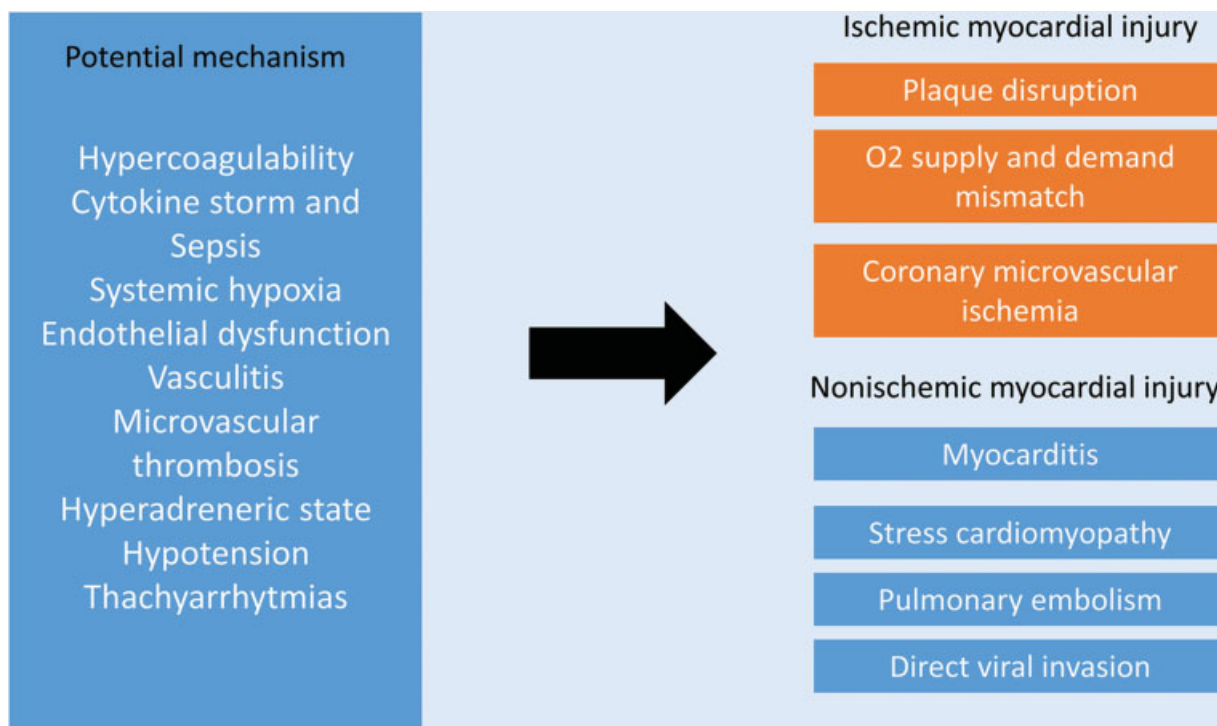 Potential mechanism
Hypercoagulability
Cytokine storm and
Sepsis
Systemic hypoxia
Endothelial dysfunction
Vasculitis
Microvascular
thrombosis
Hyperadreneric state
Hypotension
Thachyarrhytmias
Ischemic myocardial injury
Plaque disruption
O2 supply and demand
mismatch
Coronary microvascular
ischemia
Nonischemic myocardial injury
Myocarditis
Stress cardiomyopathy
Pulmonary embolism
Direct viral invasion